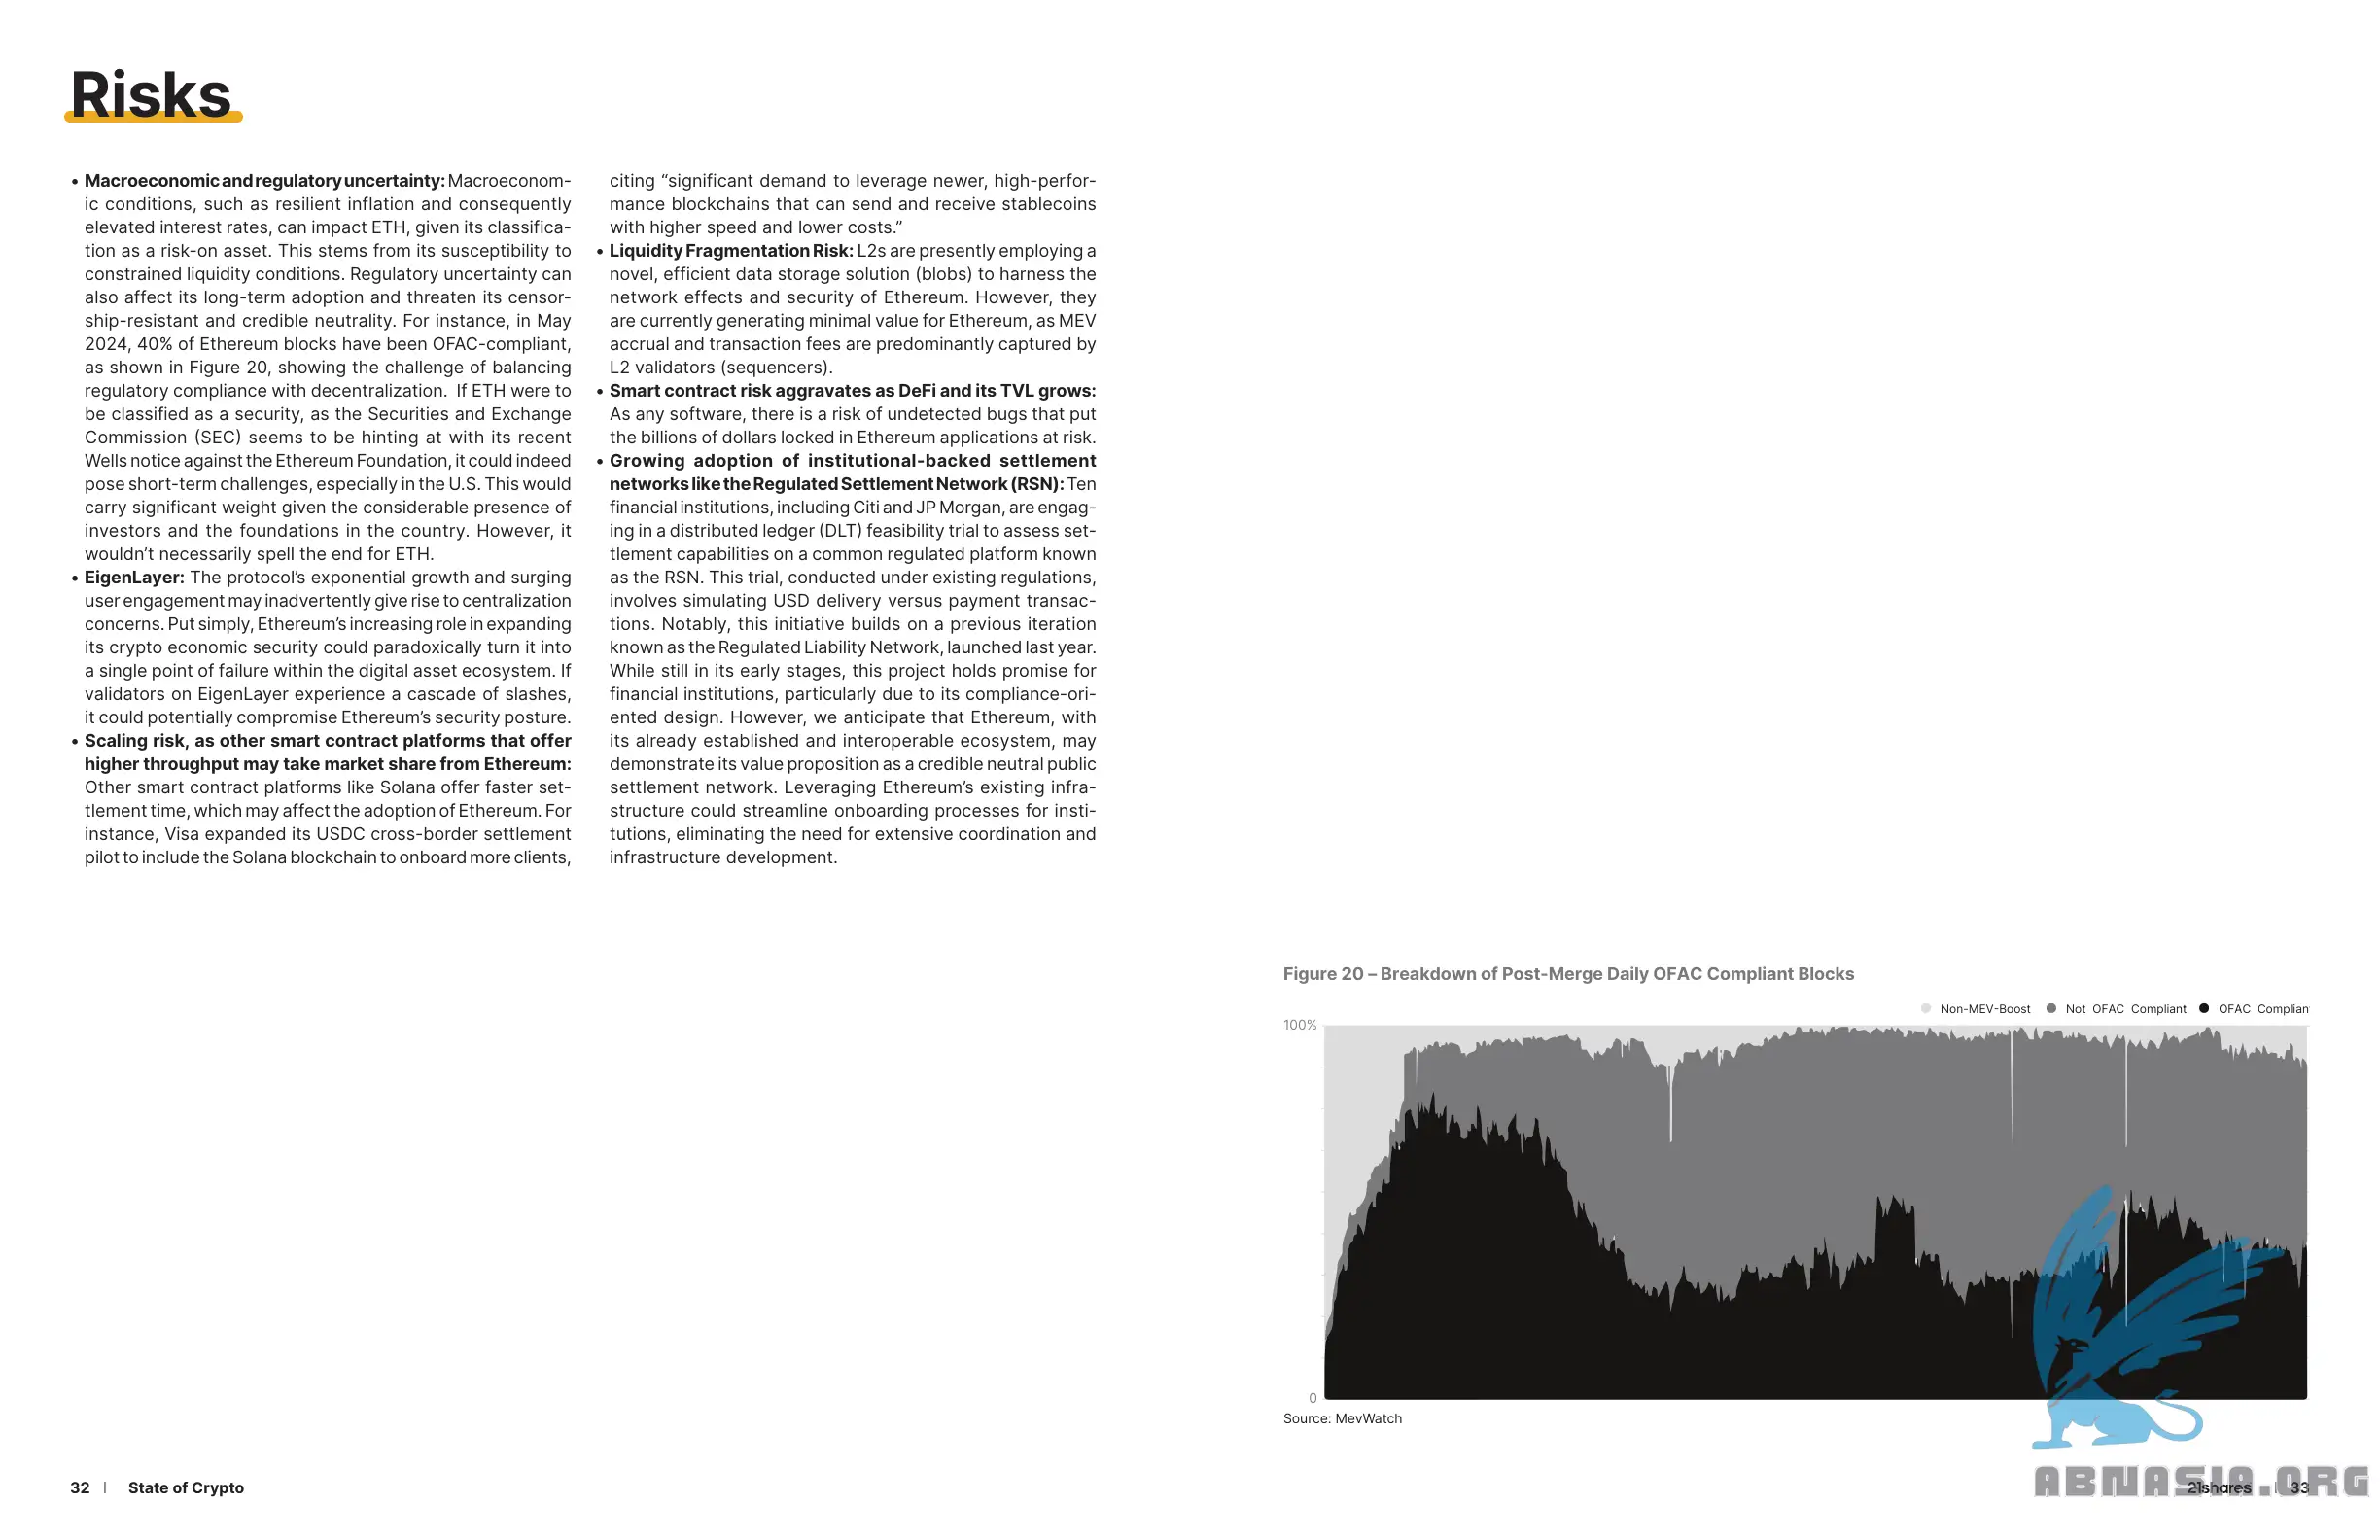 Risks
• Macroeconomic and regulatory uncertainty: Macroeconom-
ic conditions, such as resilient inflation and consequently
elevated interest rates, can impact ETH, given its classifica-
tion as a risk-on asset. This stems from its susceptibility to
constrained liquidity conditions. Regulatory uncertainty can
also affect its long-term adoption and threaten its censor-
ship-resistant and credible neutrality. For instance, in May
2024, 40% of Ethereum blocks have been OFAC-compliant,
as shown in Figure 20, showing the challenge of balancing
regulatory compliance with decentralization. If ETH were to
be classified as a security, as the Securities and Exchange
Commission (SEC) seems to be hinting at with its recent
Wells notice against the Ethereum Foundation, it could indeed
pose short-term challenges, especially in the U.S. This would
carry significant weight given the considerable presence of
investors and the foundations in the country. However, it
wouldn’t necessarily spell the end for ETH.
• EigenLayer: The protocol’s exponential growth and surging
user engagement may inadvertently give rise to centralization
concerns. Put simply, Ethereum’s increasing role in expanding
its crypto economic security could paradoxically turn it into
a single point of failure within the digital asset ecosystem. If
validators on EigenLayer experience a cascade of slashes,
it could potentially compromise Ethereum’s security posture.
• Scaling risk, as other smart contract platforms that offer
higher throughput may take market share from Ethereum:
Other smart contract platforms like Solana offer faster set-
tlement time, which may affect the adoption of Ethereum. For
instance, Visa expanded its USDC cross-border settlement
pilot to include the Solana blockchain to onboard more clients,
citing “significant demand to leverage newer, high-perfor-
mance blockchains that can send and receive stablecoins
with higher speed and lower costs.”
• Liquidity Fragmentation Risk: L2s are presently employing a
novel, efficient data storage solution (blobs) to harness the
network effects and security of Ethereum. However, they
are currently generating minimal value for Ethereum, as MEV
accrual and transaction fees are predominantly captured by
L2 validators (sequencers).
• Smart contract risk aggravates as DeFi and its TVL grows:
As any software, there is a risk of undetected bugs that put
the billions of dollars locked in Ethereum applications at risk.
• Growing adoption of institutional-backed settlement
networks like the Regulated Settlement Network (RSN): Ten
financial institutions, including Citi and JP Morgan, are engag-
ing in a distributed ledger (DLT) feasibility trial to assess set-
tlement capabilities on a common regulated platform known
as the RSN. This trial, conducted under existing regulations,
involves simulating USD delivery versus payment transac-
tions. Notably, this initiative builds on a previous iteration
known as the Regulated Liability Network, launched last year.
While still in its early stages, this project holds promise for
financial institutions, particularly due to its compliance-ori-
ented design. However, we anticipate that Ethereum, with
its already established and interoperable ecosystem, may
demonstrate its value proposition as a credible neutral public
settlement network. Leveraging Ethereum’s existing infra-
structure could streamline onboarding processes for insti-
tutions, eliminating the need for extensive coordination and
infrastructure development.
Figure 20 – Breakdown of Post-Merge Daily OFAC Compliant Blocks
Non-MEV-Boost Not OFAC Compliant OFAC Complian
100%
0
Source: MevWatch
32 | State of Crypto
21shares | 33
ABNASIA.ORG